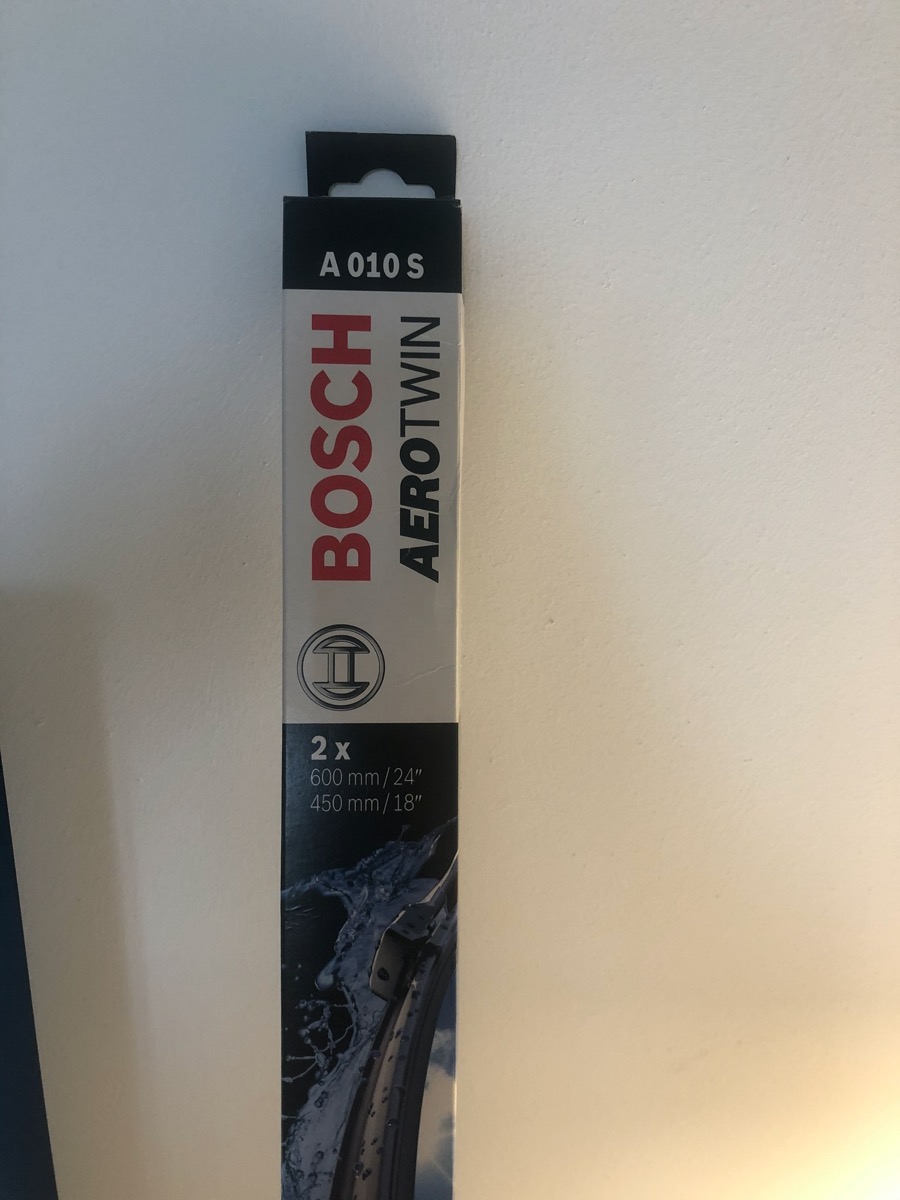 A 010 S
BOSCH
AEROTWIN
2 x
600 mm / 24"
450 mm / 18"